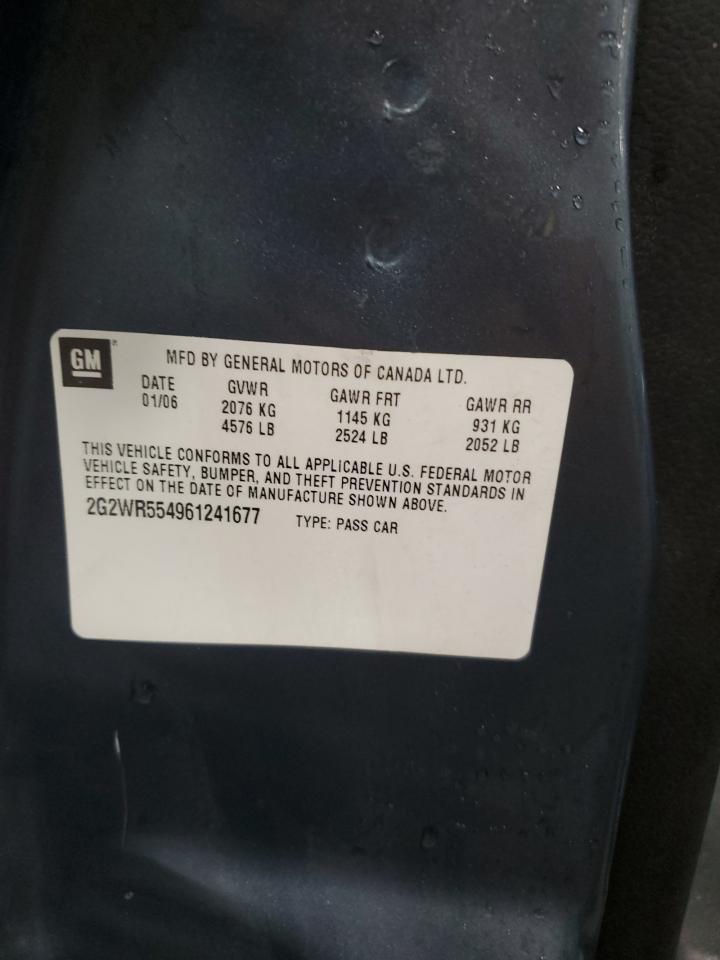 GM
MFD BY GENERAL MOTORS OF CANADA LTD.
DATE GVWR GAWR FRT GAWR RR
01/06 2076 KG 1145 KG 931 KG
4576 LB 2524 LB 2052 LB
THIS VEHICLE CONFORMS TO ALL APPLICABLE U.S. FEDERAL MOTOR
VEHICLE SAFETY, BUMPER, AND THEFT PREVENTION STANDARDS IN
EFFECT ON THE DATE OF MANUFACTURE SHOWN ABOVE.
2G2WR554961241677 TYPE: PASS CAR